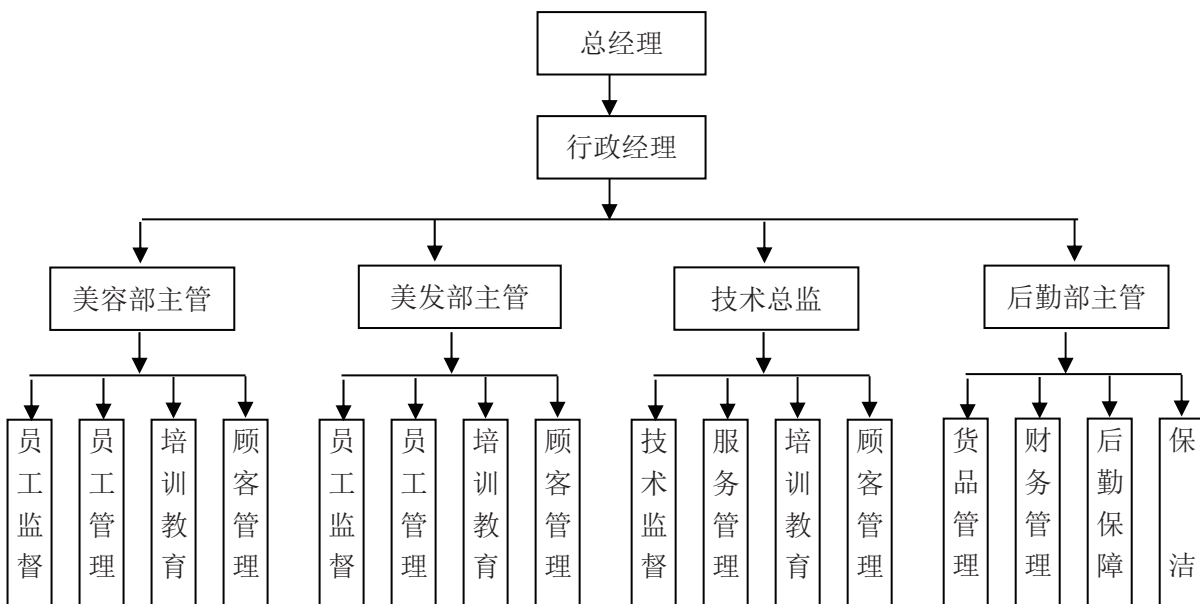 总经理
行政经理
美容部主管
美发部主管
技术总监
后勤部主管
员工监督
员工管理
培训教育
顾客管理
员工监督
员工管理
培训教育
顾客管理
技术监督
服务管理
培训教育
顾客管理
货品管理
财务管理
后勤保障
保洁